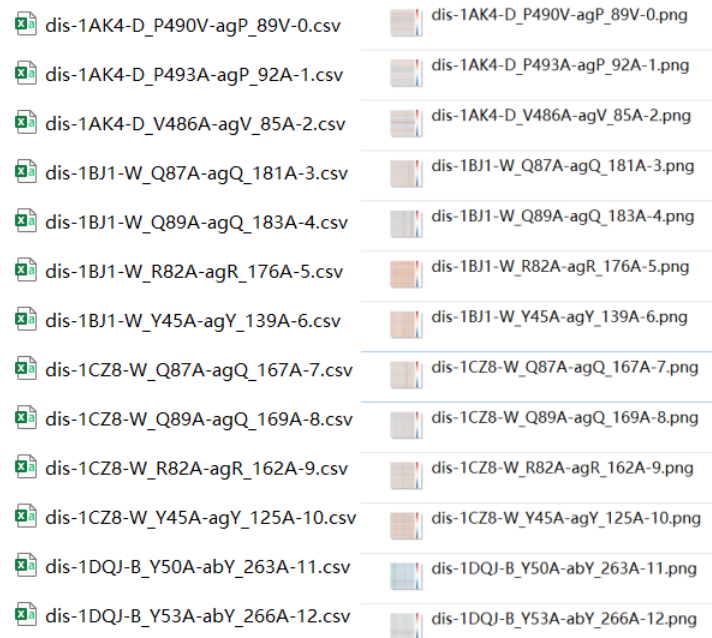 dis-1AK4-D_P490V-agP_89V-0.csv
dis-1AK4-D_P493A-agP_92A-1.csv
dis-1AK4-D_V486A-agV_85A-2.csv
dis-1BJ1-W_Q87A-agQ_181A-3.csv
dis-1BJ1-W_Q89A-agQ_183A-4.csv
dis-1BJ1-W_R82A-agR_176A-5.csv
dis-1BJ1-W_Y45A-agY_139A-6.csv
dis-1CZ8-W_Q87A-agQ_167A-7.csv
dis-1CZ8-W_Q89A-agQ_169A-8.csv
dis-1CZ8-W_R82A-agR_162A-9.csv
dis-1CZ8-W_Y45A-agY_125A-10.csv
dis-1DQJ-B_Y50A-abY_263A-11.csv
dis-1DQJ-B_Y53A-abY_266A-12.csv
dis-1AK4-D_P490V-agP_89V-0.png
dis-1AK4-D_P493A-agP_92A-1.png
dis-1AK4-D_V486A-agV_85A-2.png
dis-1BJ1-W_Q87A-agQ_181A-3.png
dis-1BJ1-W_Q89A-agQ_183A-4.png
dis-1BJ1-W_R82A-agR_176A-5.png
dis-1BJ1-W_Y45A-agY_139A-6.png
dis-1CZ8-W_Q87A-agQ_167A-7.png
dis-1CZ8-W_Q89A-agQ_169A-8.png
dis-1CZ8-W_R82A-agR_162A-9.png
dis-1CZ8-W_Y45A-agY_125A-10.png
dis-1DQJ-B_Y50A-abY_263A-11.png
dis-1DQJ-B_Y53A-abY_266A-12.png